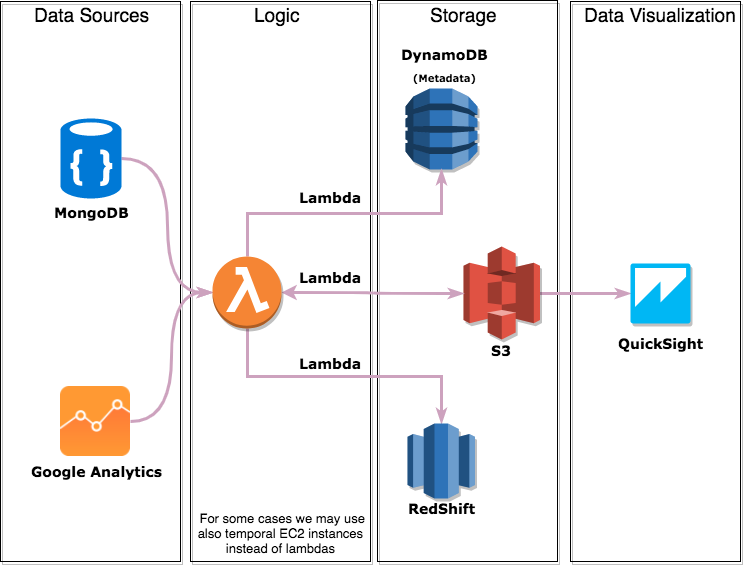 Data Sources
Logic
Storage
Data Visualization
MongoDB
Google Analytics
Lambda
Lambda
Lambda
For some cases we may use
also temporal EC2 instances
instead of lambdas
DynamoDB
(Metadata)
S3
RedShift
QuickSight